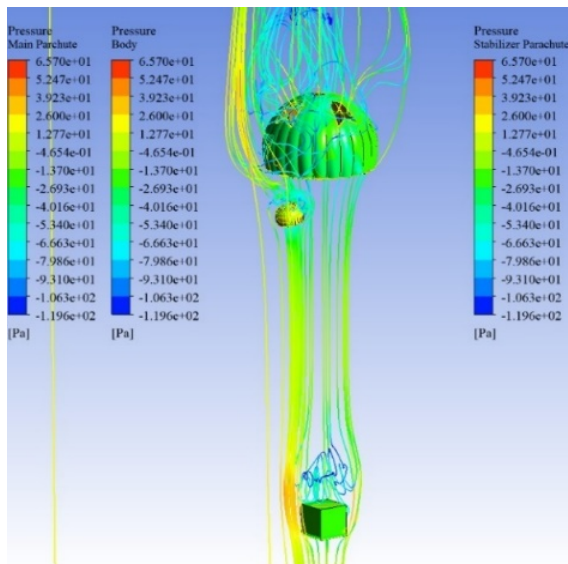 Pressure
Main Parchute
6.570e+01
5.247e+01
3.923e+01
2.600e+01
1.277e+01
-4.654e-01
-1.370e+01
-2.693e+01
-4.016e+01
-5.340e+01
-6.663e+01
-7.986e+01
-9.310e+01
-1.063e+02
-1.196e+02
[Pa]
Pressure
Body
6.570e+01
5.247e+01
3.923e+01
2.600e+01
1.277e+01
-4.654e-01
-1.370e+01
-2.693e+01
-4.016e+01
-5.340e+01
-6.663e+01
-7.986e+01
-9.310e+01
-1.063e+02
-1.196e+02
[Pa]
Pressure
Stabilizer Parachute
6.570e+01
5.247e+01
3.923e+01
2.600e+01
1.277e+01
-4.654e-01
-1.370e+01
-2.693e+01
-4.016e+01
-5.340e+01
-6.663e+01
-7.986e+01
-9.310e+01
-1.063e+02
-1.196e+02
[Pa]